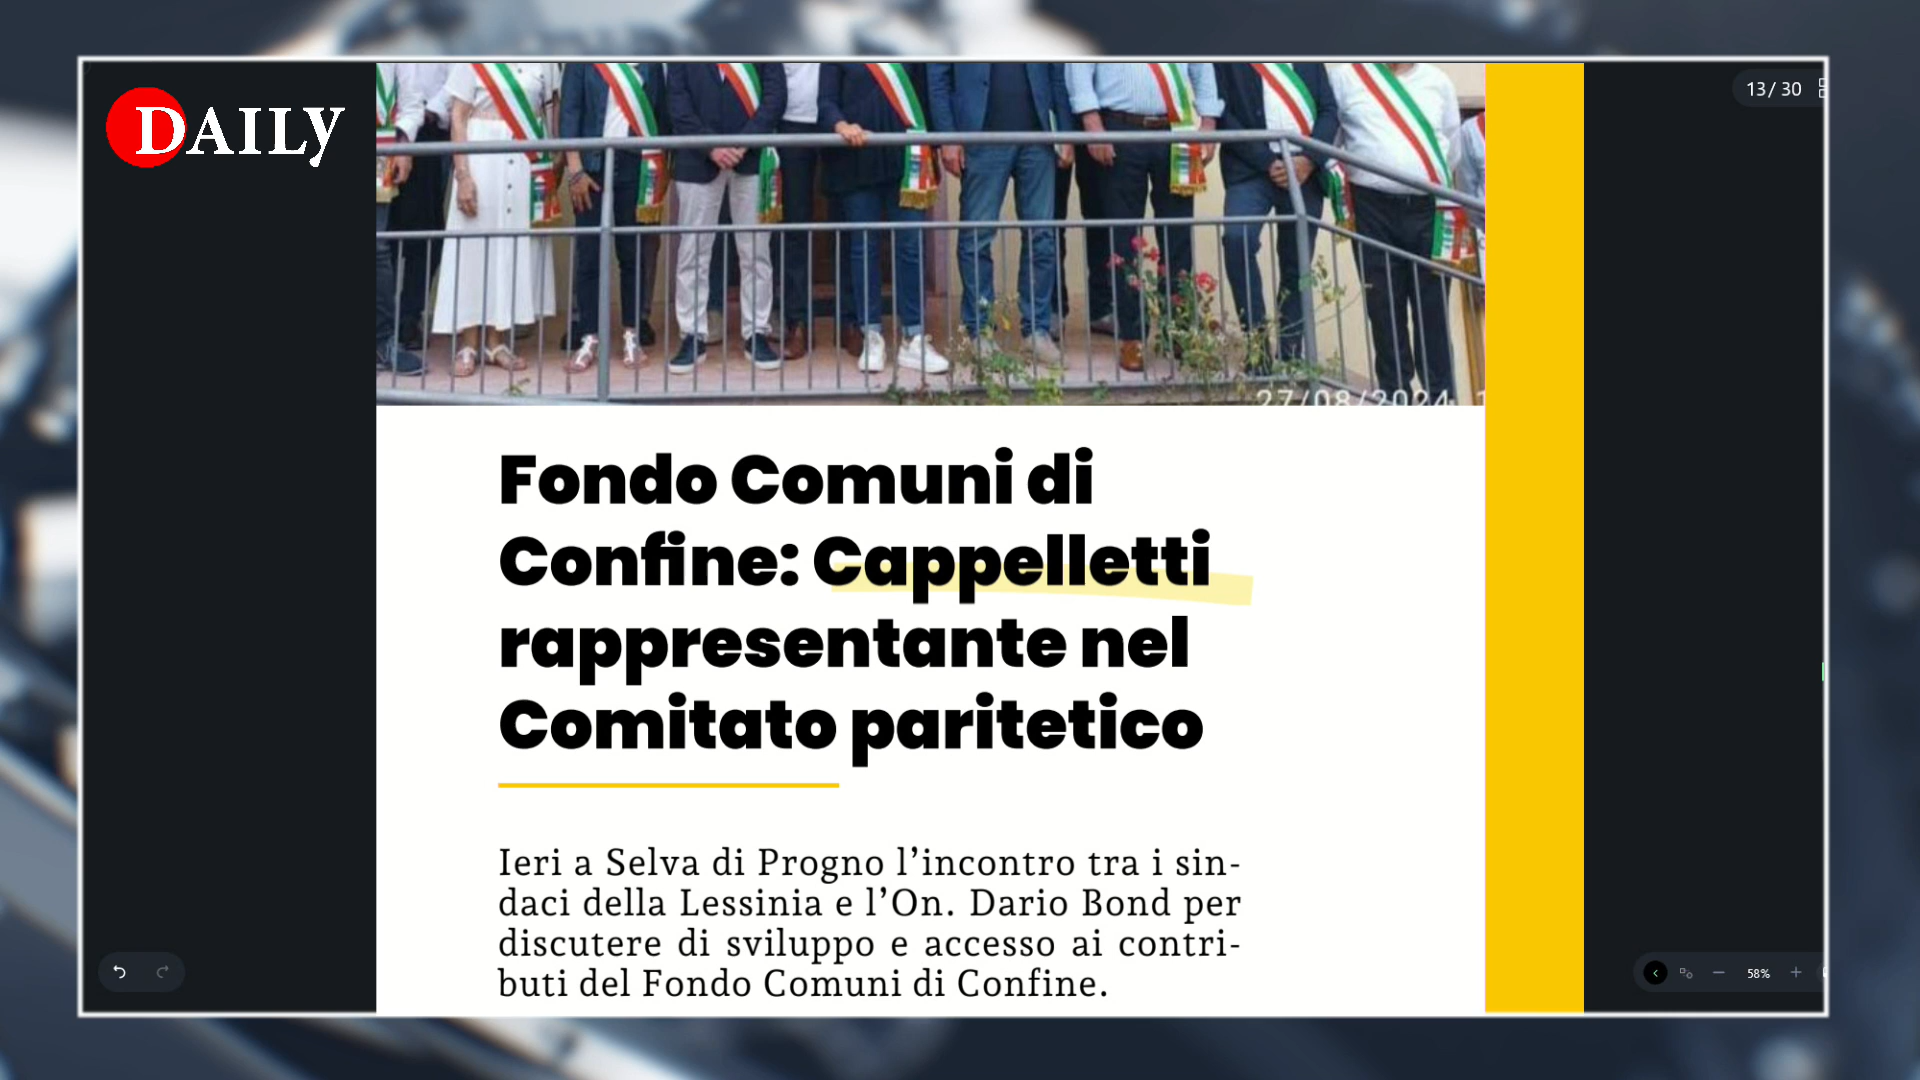 DAILY
13/ 30
27/08/2024
Fondo Comuni di
Confine: Cappelletti
rappresentante nel
Comitato paritetico
Ieri a Selva di Progno l’incontro tra i sin-
daci della Lessinia e l’On. Dario Bond per
discutere di sviluppo e accesso ai contri-
buti del Fondo Comuni di Confine.
58%